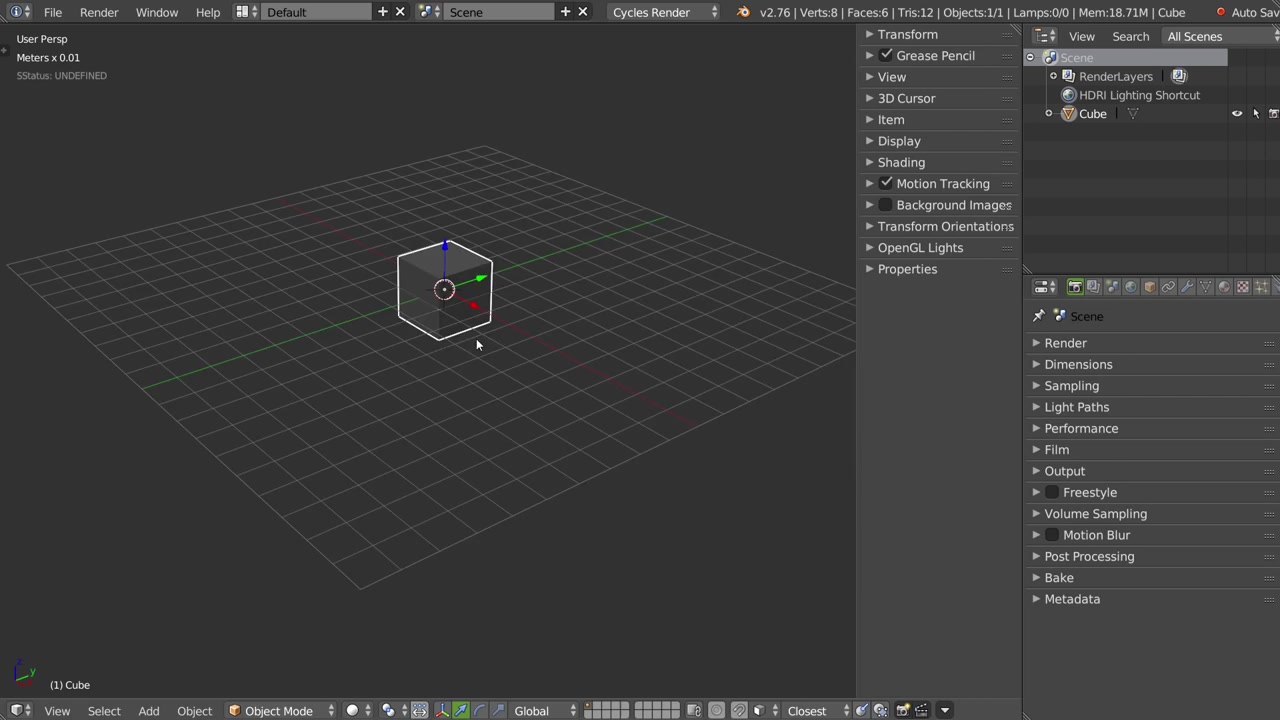 File Render Window Help Default Scene Cycles Render v2.76 | Verts:8 | Faces:6 | Tris:12 | Objects:1/1 | Lamps:0/0 | Mem:18.71M | Cube Auto Sav
User Persp
Meters x 0.01
SStatus: UNDEFINED
Transform
Grease Pencil
View
3D Cursor
Item
Display
Shading
Motion Tracking
Background Images
Transform Orientations
OpenGL Lights
Properties
View Search All Scenes
Scene
RenderLayers
HDRI Lighting Shortcut
Cube
Scene
Render
Dimensions
Sampling
Light Paths
Performance
Film
Output
Freestyle
Volume Sampling
Motion Blur
Post Processing
Bake
Metadata
z
y
(1) Cube
View Select Add Object Object Mode Global Closest